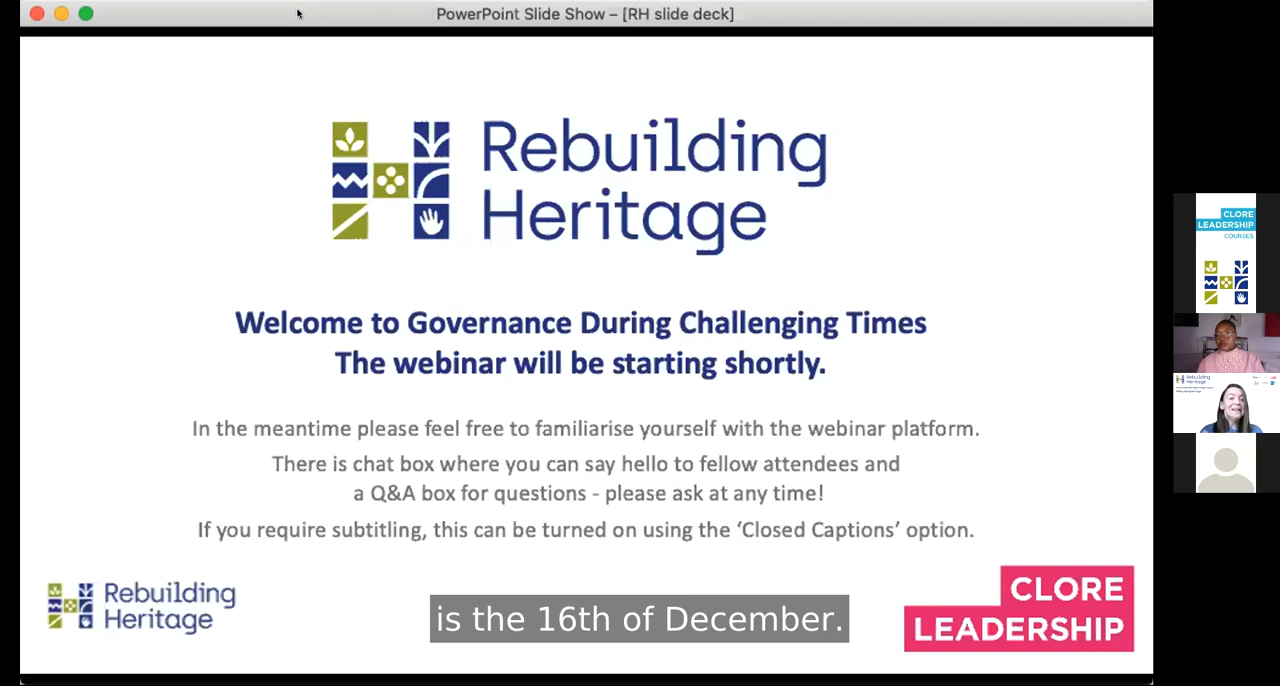 PowerPoint Slide Show – [RH slide deck]
Rebuilding
Heritage
Welcome to Governance During Challenging Times
The webinar will be starting shortly.
In the meantime please feel free to familiarise yourself with the webinar platform.
There is chat box where you can say hello to fellow attendees and
a Q&A box for questions - please ask at any time!
If you require subtitling, this can be turned on using the ‘Closed Captions’ option.
Rebuilding
Heritage
is the 16th of December.
CLORE
LEADERSHIP
CLORE
LEADERSHIP
COURSES
Rebuilding
Heritage